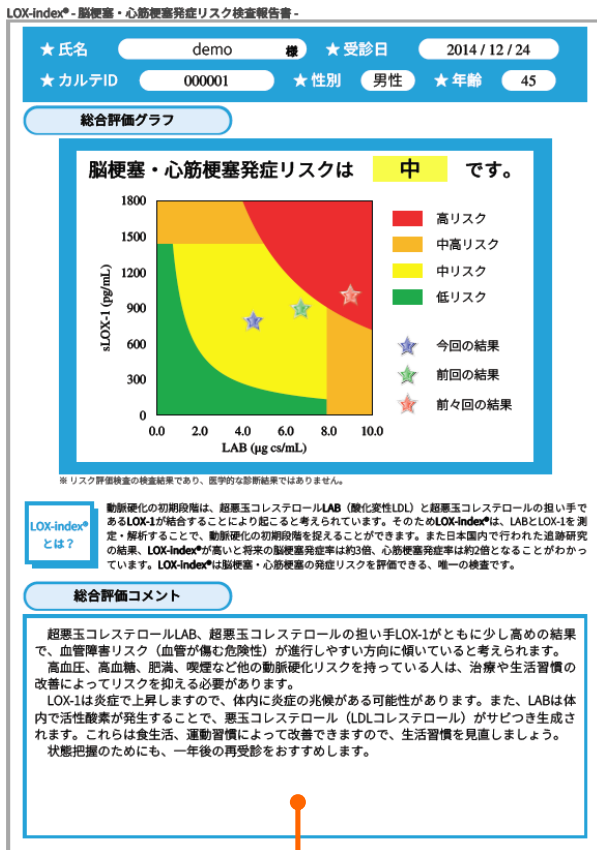 LOX-index® - 脳梗塞・心筋梗塞発症リスク検査報告書 -
★氏名 demo 様 ★受診日 2014 / 12 / 24
★カルテID 000001 ★性別 男性 ★年齢 45
総合評価グラフ
脳梗塞・心筋梗塞発症リスクは 中 です。
1800
1500
1200
900
600
300
0
sLOX-1 (pg/mL)
0.0 2.0 4.0 6.0 8.0 10.0
LAB (μg cs/mL)
高リスク
中高リスク
中リスク
低リスク
今回の結果
前回の結果
前々回の結果
※ リスク評価検査の検査結果であり、医学的な診断結果ではありません。
LOX-index®
とは？
動脈硬化の初期段階は、超悪玉コレステロールLAB（酸化変性LDL）と超悪玉コレステロールの担い手で
あるLOX-1が結合することにより起こると考えられています。そのためLOX-index®は、LABとLOX-1を測
定・解析することで、動脈硬化の初期段階を捉えることができます。また日本国内で行われた追跡研究
の結果、LOX-index®が高いと将来の脳梗塞発症率は約3倍、心筋梗塞発症率は約2倍となることがわかっ
ています。LOX-index®は脳梗塞・心筋梗塞の発症リスクを評価できる、唯一の検査です。
総合評価コメント
超悪玉コレステロールLAB、超悪玉コレステロールの担い手LOX-1がともに少し高めの結果
で、血管障害リスク（血管が傷む危険性）が進行しやすい方向に傾いていると考えられます。
高血圧、高血糖、肥満、喫煙など他の動脈硬化リスクを持っている人は、治療や生活習慣の
改善によってリスクを抑える必要があります。
LOX-1は炎症で上昇しますので、体内に炎症の兆候がある可能性があります。また、LABは体
内で活性酸素が発生することで、悪玉コレステロール（LDLコレステロール）がサビつき生成さ
れます。これらは食生活、運動習慣によって改善できますので、生活習慣を見直しましょう。
状態把握のためにも、一年後の再受診をおすすめします。